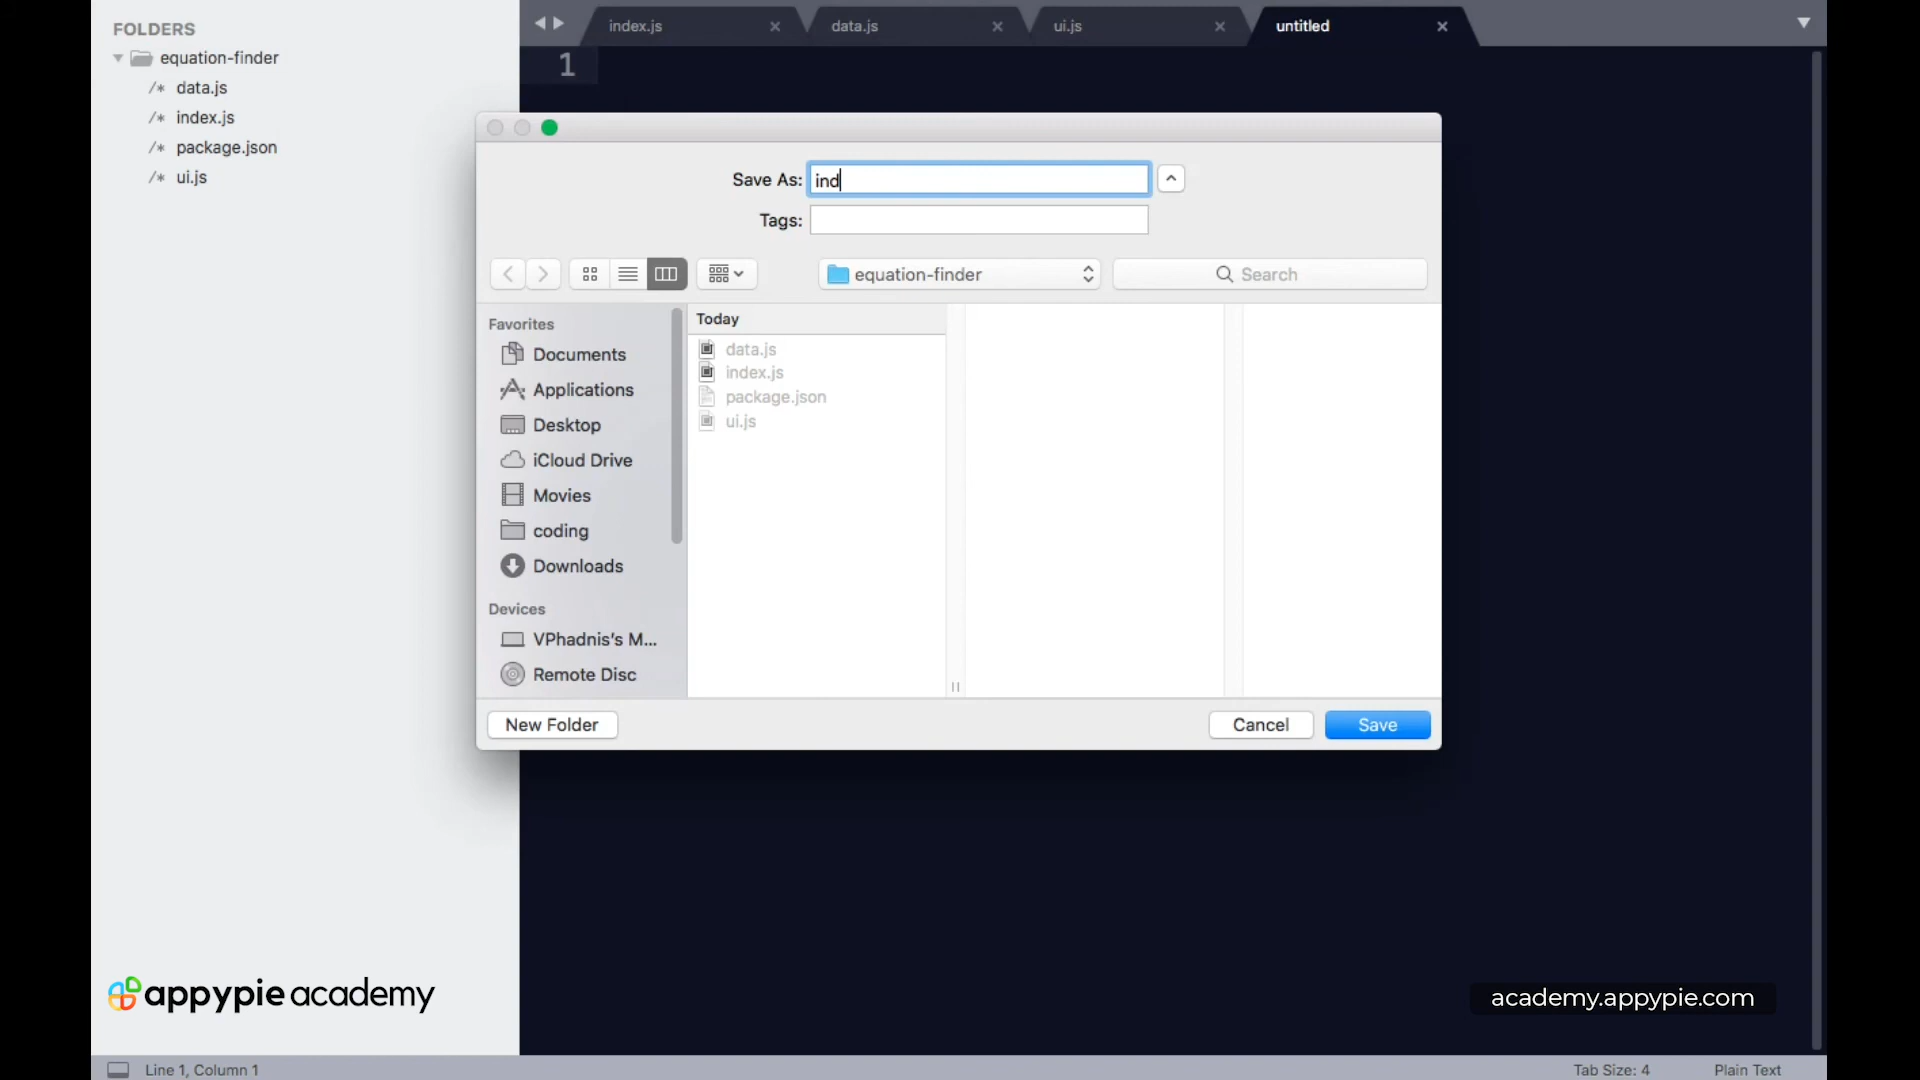 FOLDERS
equation-finder
/* data.js
/* index.js
/* package.json
/* ui.js
index.js
data.js
ui.js
untitled
1
Save As: ind
Tags:
equation-finder
Search
Favorites
Documents
Applications
Desktop
iCloud Drive
Movies
coding
Downloads
Devices
VPhadnis's M...
Remote Disc
Today
data.js
index.js
package.json
ui.js
New Folder
Cancel
Save
appypie academy
academy.appypie.com
Line 1, Column 1
Tab Size: 4
Plain Text